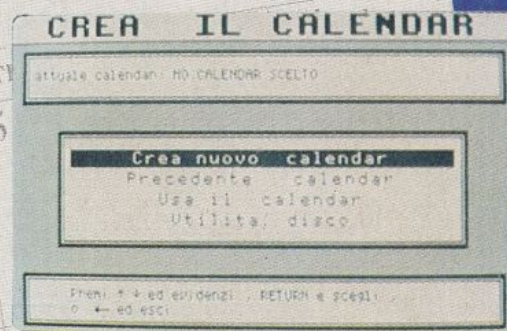 CREA IL CALENDAR
attuale calendar: NO CALENDAR SCELTO
Crea nuovo calendar
Precedente calendar
Usa il calendar
Utilita. disco
Premi ↑ ↓ ed evidenzi , RETURN e scegli ,
o ← ed esci